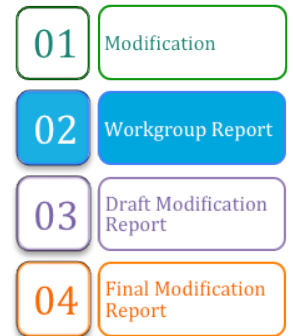 01
Modification
02
Workgroup Report
03
Draft Modification
Report
04
Final Modification
Report